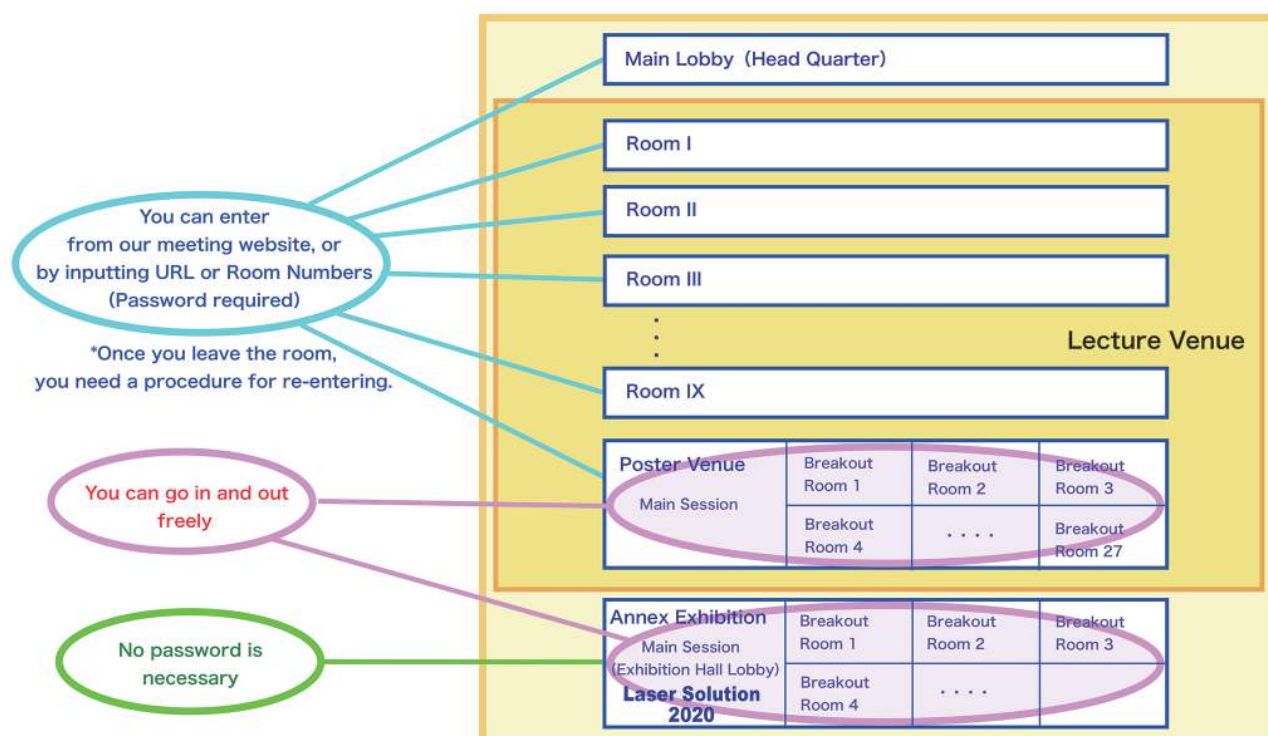 Main Lobby (Head Quarter)
Room I
Room II
Room III
Room IX
Lecture Venue
You can enter
from our meeting website, or
by inputting URL or Room Numbers
(Password required)
*Once you leave the room,
you need a procedure for re-entering.
You can go in and out
freely
No password is
necessary
Poster Venue
Main Session
Breakout
Room 1
Breakout
Room 2
Breakout
Room 3
Breakout
Room 4
. . . .
Breakout
Room 27
Annex Exhibition
Main Session
(Exhibition Hall Lobby)
Laser Solution
2020
Breakout
Room 1
Breakout
Room 2
Breakout
Room 3
Breakout
Room 4
. . . .